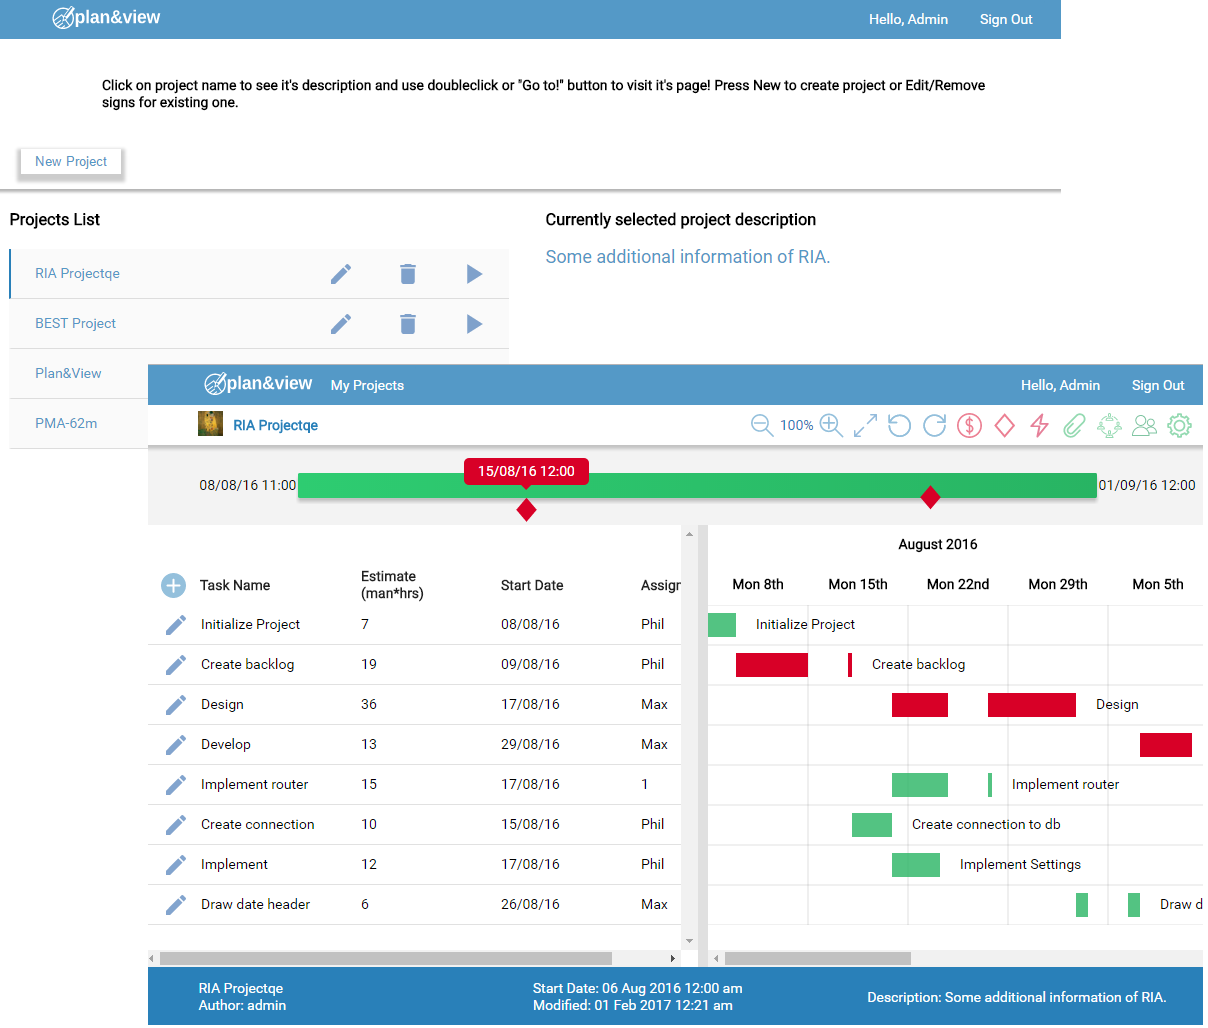 plan&view
Hello, Admin
Sign Out
Click on project name to see it's description and use doubleclick or "Go to!" button to visit it's page! Press New to create project or Edit/Remove
signs for existing one.
New Project
Projects List
Currently selected project description
RIA Projectqe
Some additional information of RIA.
BEST Project
Plan&View
PMA-62m
plan&view
My Projects
Hello, Admin
Sign Out
RIA Projectqe
100%
15/08/16 12:00
08/08/16 11:00
01/09/16 12:00
August 2016
Task Name
Estimate
(man*hrs)
Start Date
Assign
Mon 8th
Mon 15th
Mon 22nd
Mon 29th
Mon 5th
Initialize Project 7 08/08/16 Phil
Initialize Project
Create backlog 19 09/08/16 Phil
Create backlog
Design 36 17/08/16 Max
Design
Develop 13 29/08/16 Max
Implement router 15 17/08/16 1
Implement router
Create connection 10 15/08/16 Phil
Create connection to db
Implement 12 17/08/16 Phil
Implement Settings
Draw date header 6 26/08/16 Max
Draw d
RIA Projectqe
Author: admin
Start Date: 06 Aug 2016 12:00 am
Modified: 01 Feb 2017 12:21 am
Description: Some additional information of RIA.